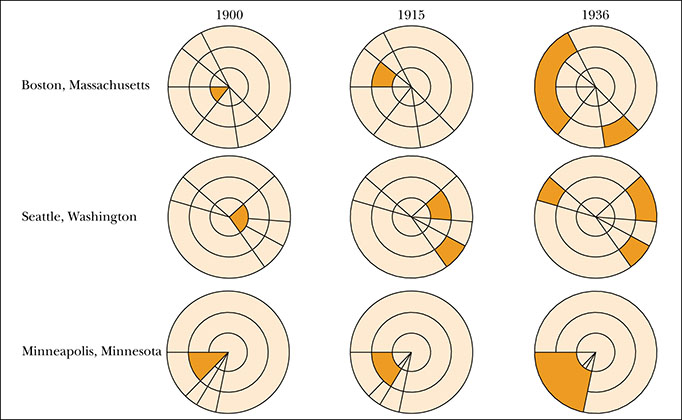 1900 1915 1936
Boston, Massachusetts
Seattle, Washington
Minneapolis, Minnesota